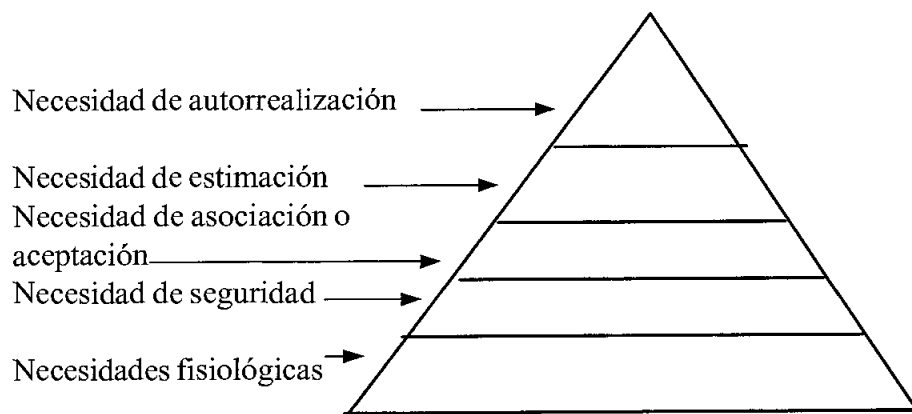 Necesidad de autorrealización
Necesidad de estimación
Necesidad de asociación o
aceptación
Necesidad de seguridad
Necesidades fisiológicas